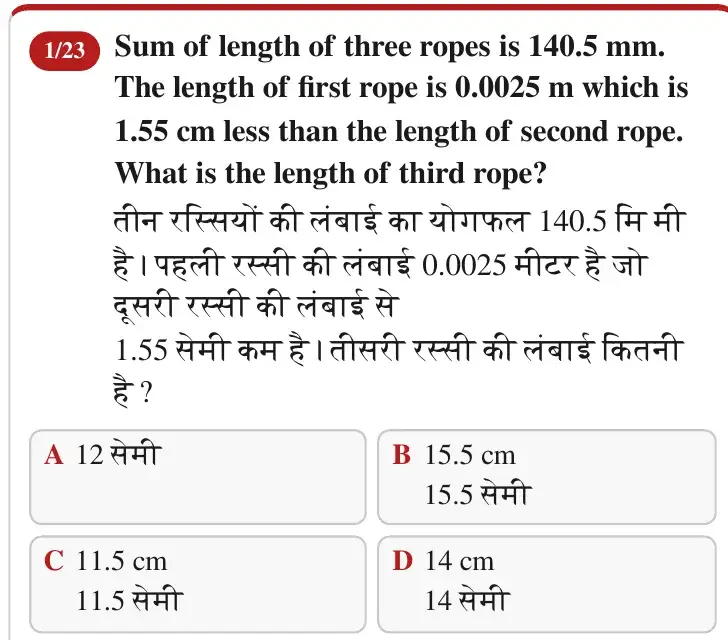 1/23 Sum of length of three ropes is 140.5 mm.
The length of first rope is 0.0025 m which is
1.55 cm less than the length of second rope.
What is the length of third rope?
तीन रस्सियों की लंबाई का योगफल 140.5 मि मी
है। पहली रस्सी की लंबाई 0.0025 मीटर है जो
दूसरी रस्सी की लंबाई से
1.55 सेमी कम है। तीसरी रस्सी की लंबाई कितनी
है ?
A 12 सेमी
B 15.5 cm
15.5 सेमी
C 11.5 cm
11.5 सेमी
D 14 cm
14 सेमी